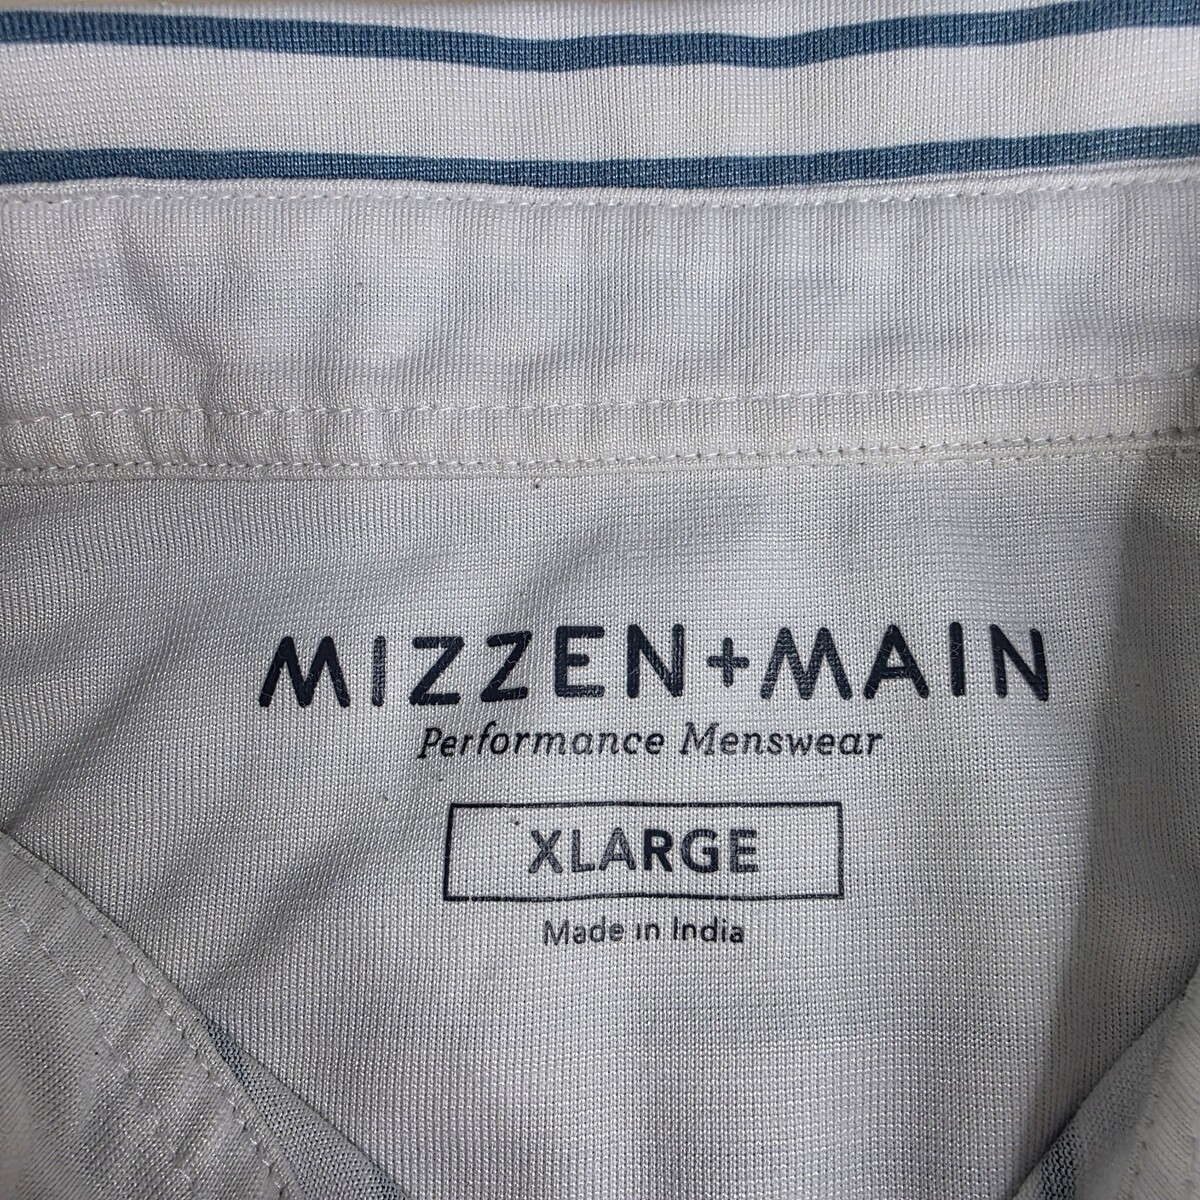 MIZZEN+MAIN
Performance Menswear
XLARGE
Made in India